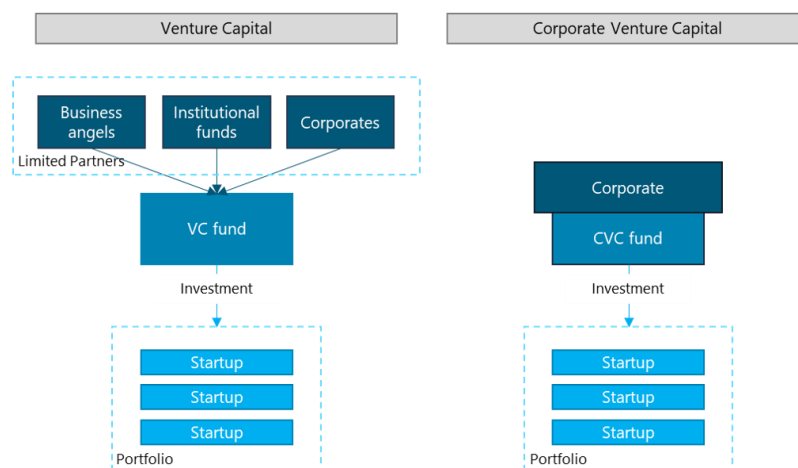 Venture Capital
Corporate Venture Capital
Business
angels
Institutional
funds
Corporates
Limited Partners
VC fund
Investment
Startup
Startup
Startup
Portfolio
Corporate
CVC fund
Investment
Startup
Startup
Startup
Portfolio